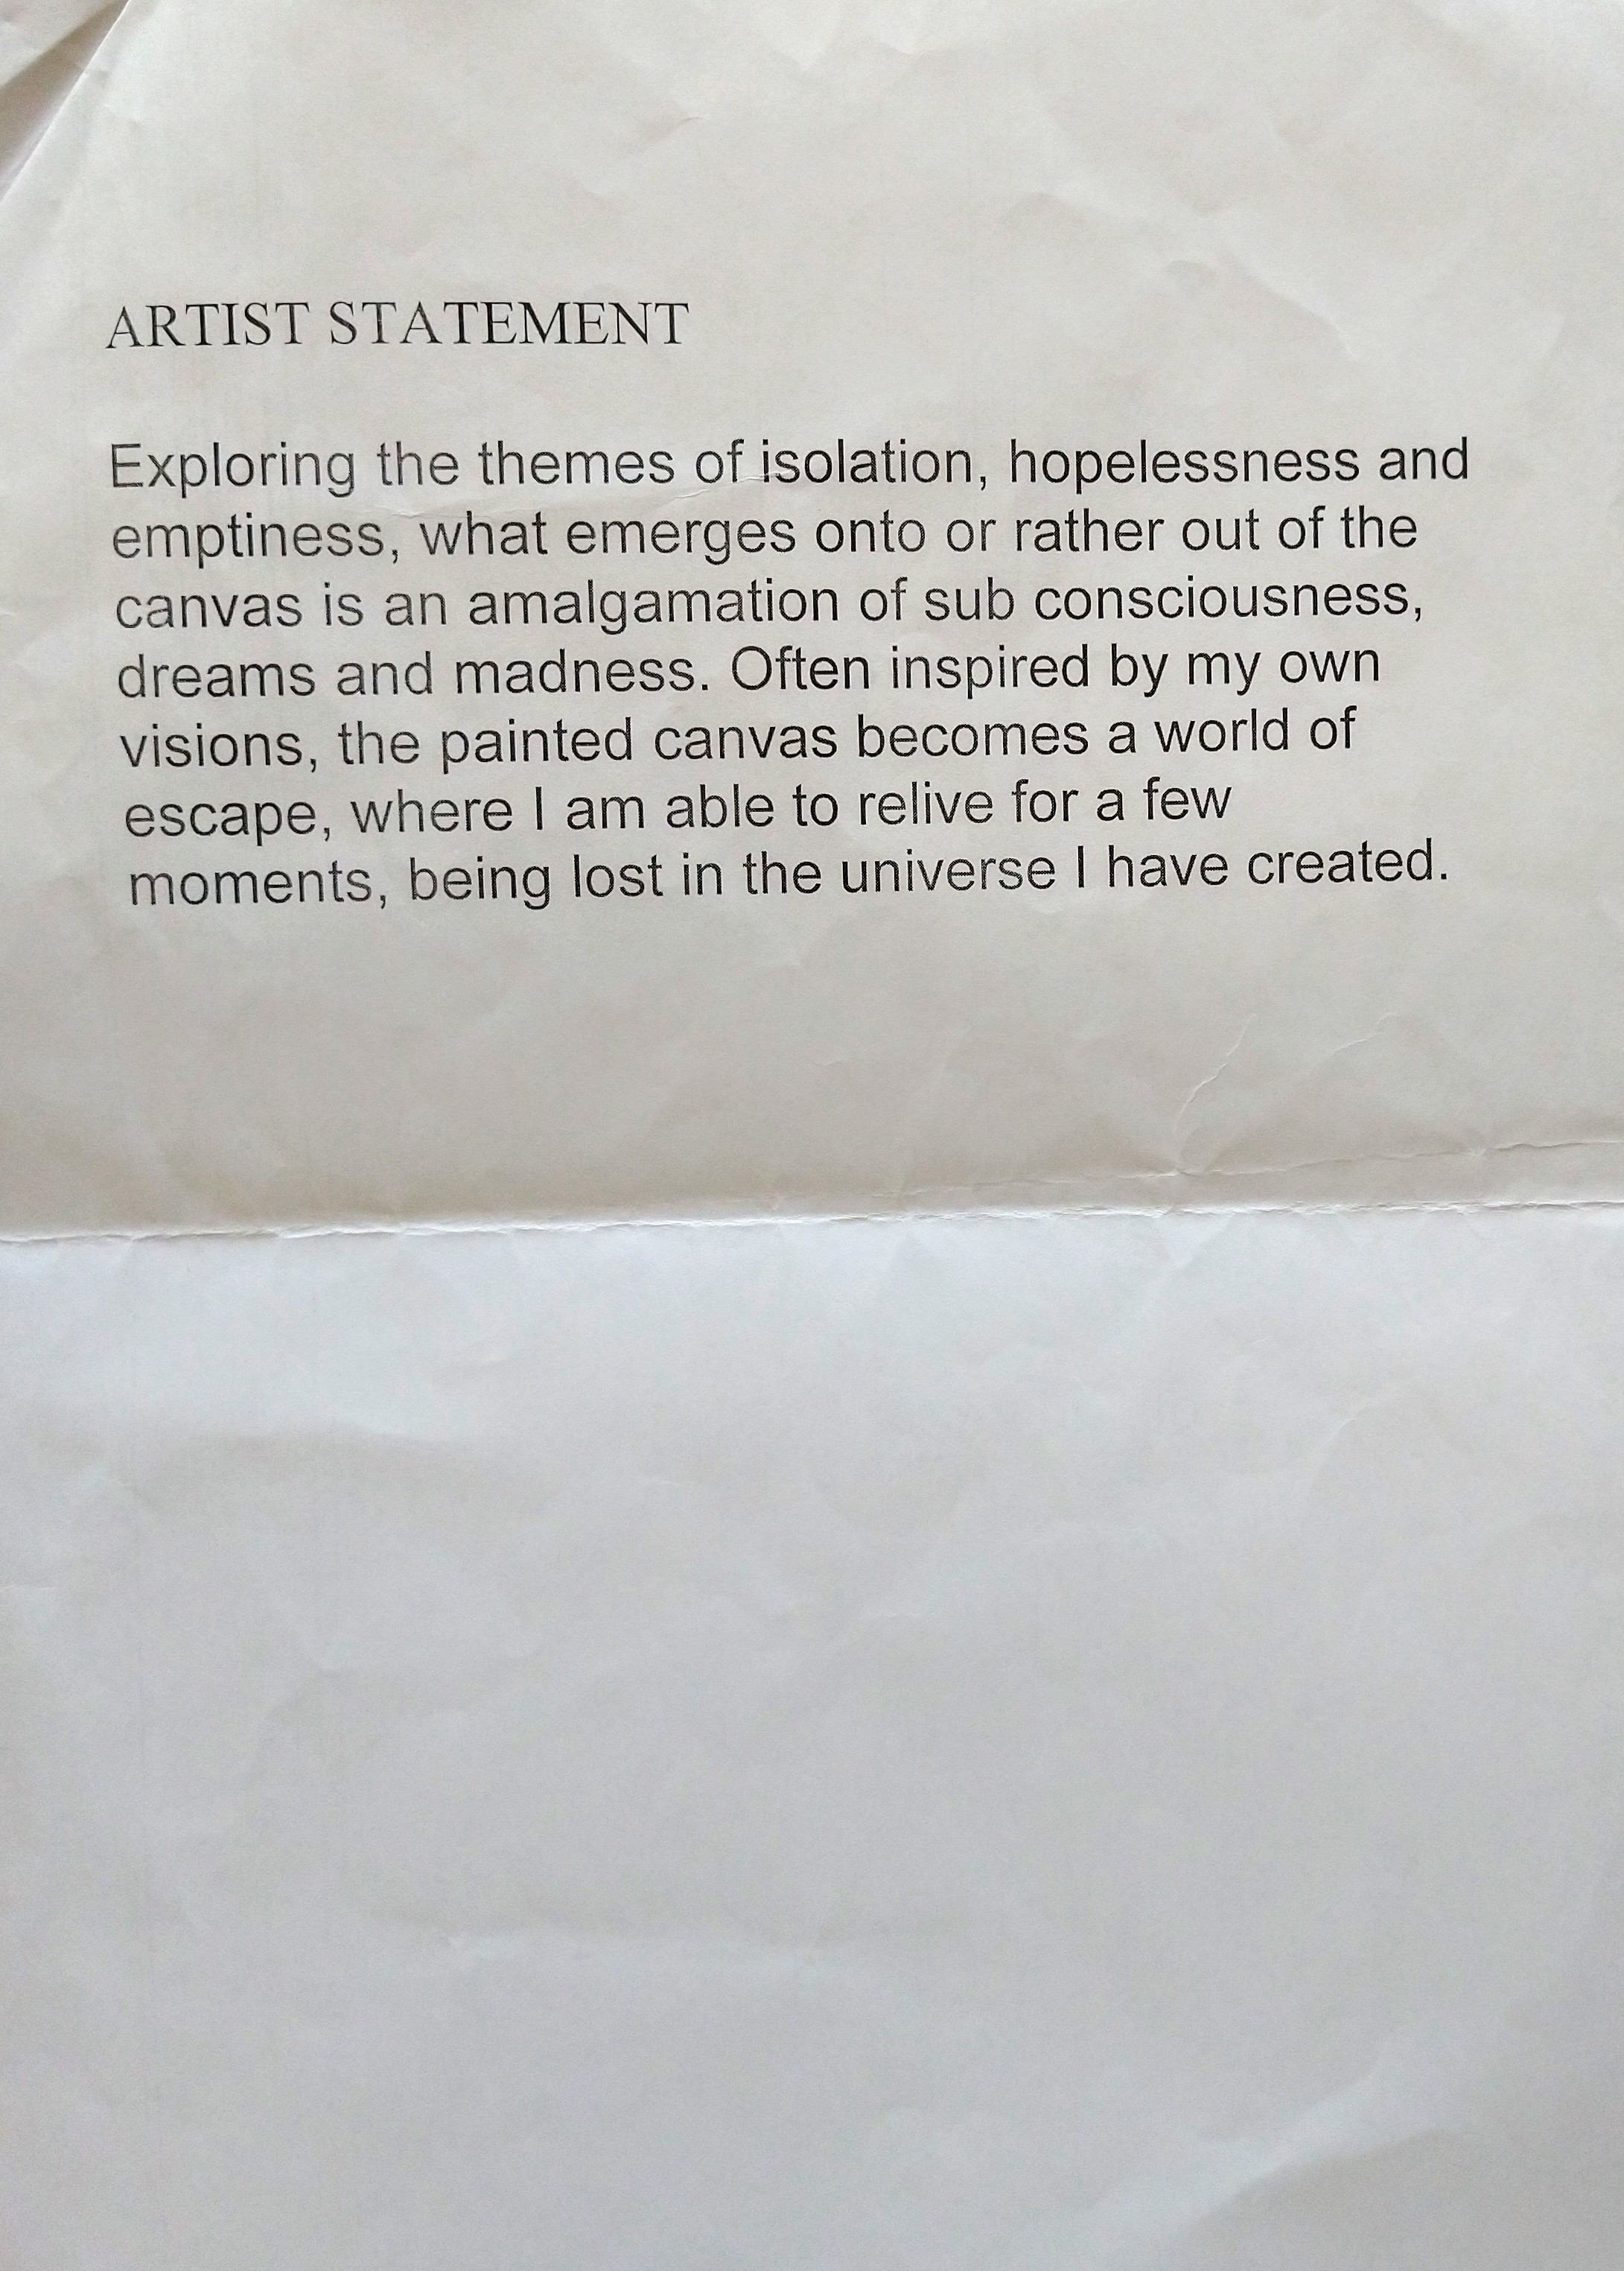 ARTIST STATEMENT
Exploring the themes of isolation, hopelessness and
emptiness, what emerges onto or rather out of the
canvas is an amalgamation of sub consciousness,
dreams and madness. Often inspired by my own
visions, the painted canvas becomes a world of
escape, where I am able to relive for a few
moments, being lost in the universe I have created.